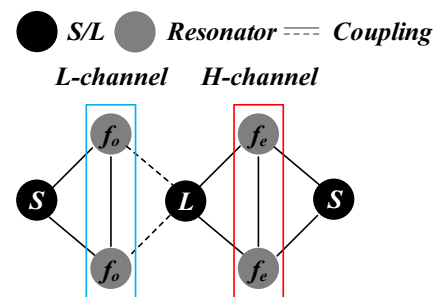 S/L Resonator Coupling
L-channel H-channel
fo fe
S L S
fo fe